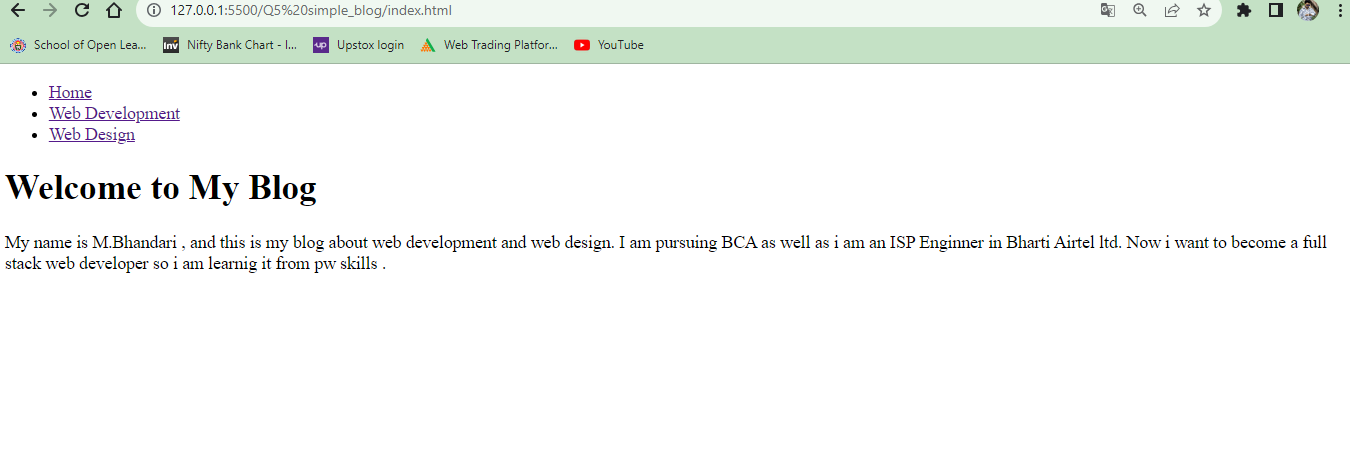 127.0.0.1:5500/Q5%20simple_blog/index.html
School of Open Lea... Inv Nifty Bank Chart - I... up Upstox login Web Trading Platfor... YouTube
Home
Web Development
Web Design
Welcome to My Blog
My name is M.Bhandari , and this is my blog about web development and web design. I am pursuing BCA as well as i am an ISP Enginner in Bharti Airtel ltd. Now i want to become a full
stack web developer so i am learnig it from pw skills .